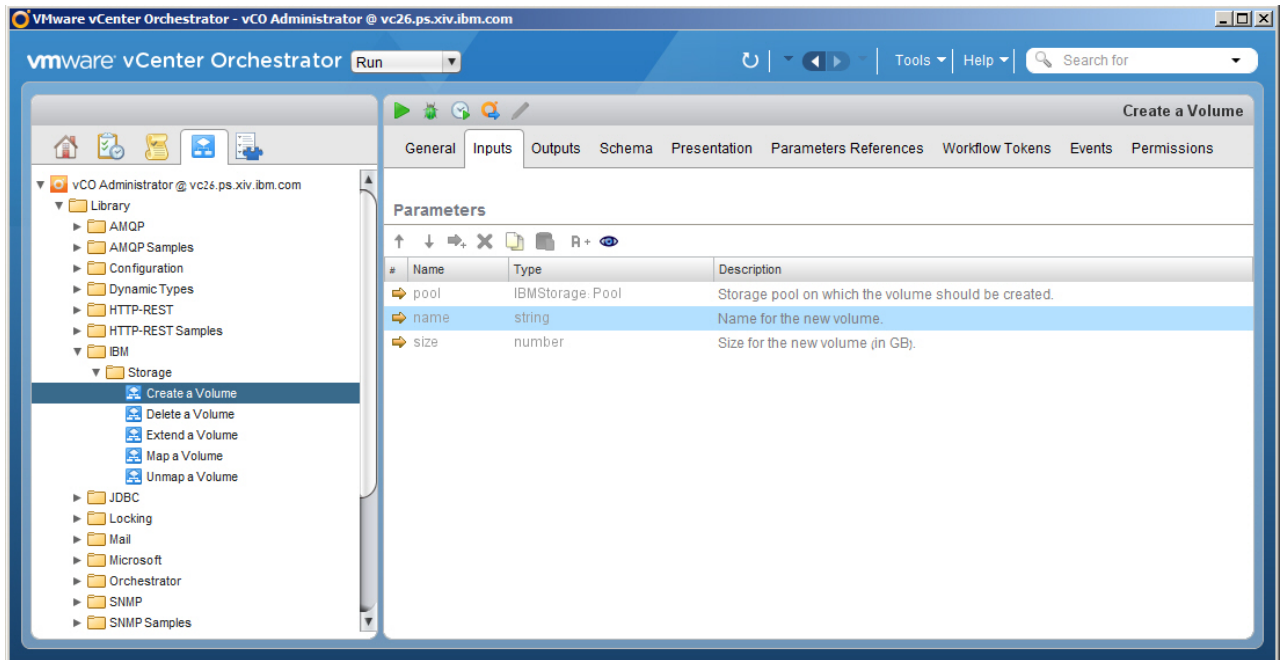 VMware vCenter Orchestrator - vCO Administrator @ vc26.ps.xiv.ibm.com
vmware vCenter Orchestrator Run Tools Help Search for
Create a Volume
General Inputs Outputs Schema Presentation Parameters References Workflow Tokens Events Permissions
vCO Administrator @ vc26.ps.xiv.ibm.com
Library
AMQP
AMQP Samples
Configuration
Dynamic Types
HTTP-REST
HTTP-REST Samples
IBM
Storage
Create a Volume
Delete a Volume
Extend a Volume
Map a Volume
Unmap a Volume
JDBC
Locking
Mail
Microsoft
Orchestrator
SNMP
SNMP Samples
Parameters
R+
# Name Type Description
pool IBMStorage:Pool Storage pool on which the volume should be created.
name string Name for the new volume.
size number Size for the new volume (in GB).